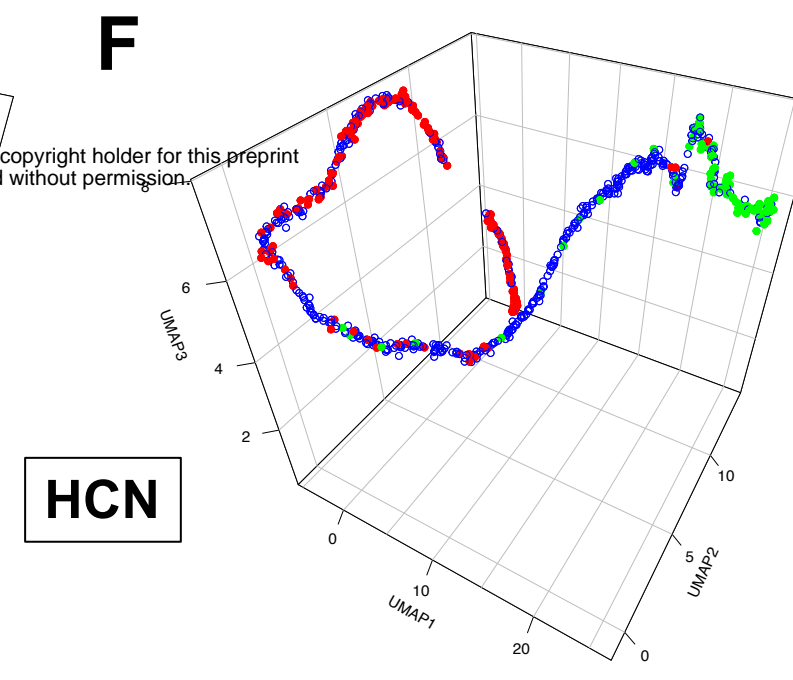 F
copyright holder for this preprint
d without permission.
8
6
4
2
UMAP3
HCN
0
10
20
UMAP1
0
5
10
UMAP2